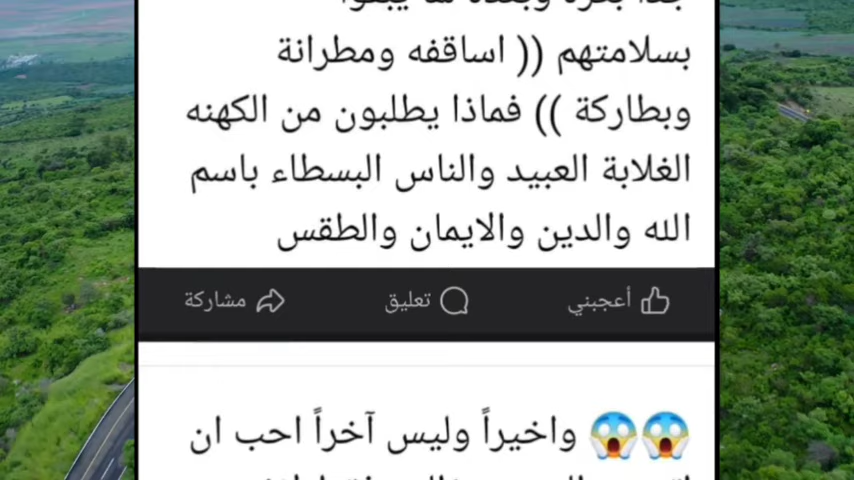 بسلامتهم (( اساقفه ومطرانة
وبطاركة )) فماذا يطلبون من الكهنه
الغلابة العبيد والناس البسطاء باسم
الله والدين والايمان والطقس
أعجبني تعليق مشاركة
😱😱 واخيراً وليس آخراً احب ان